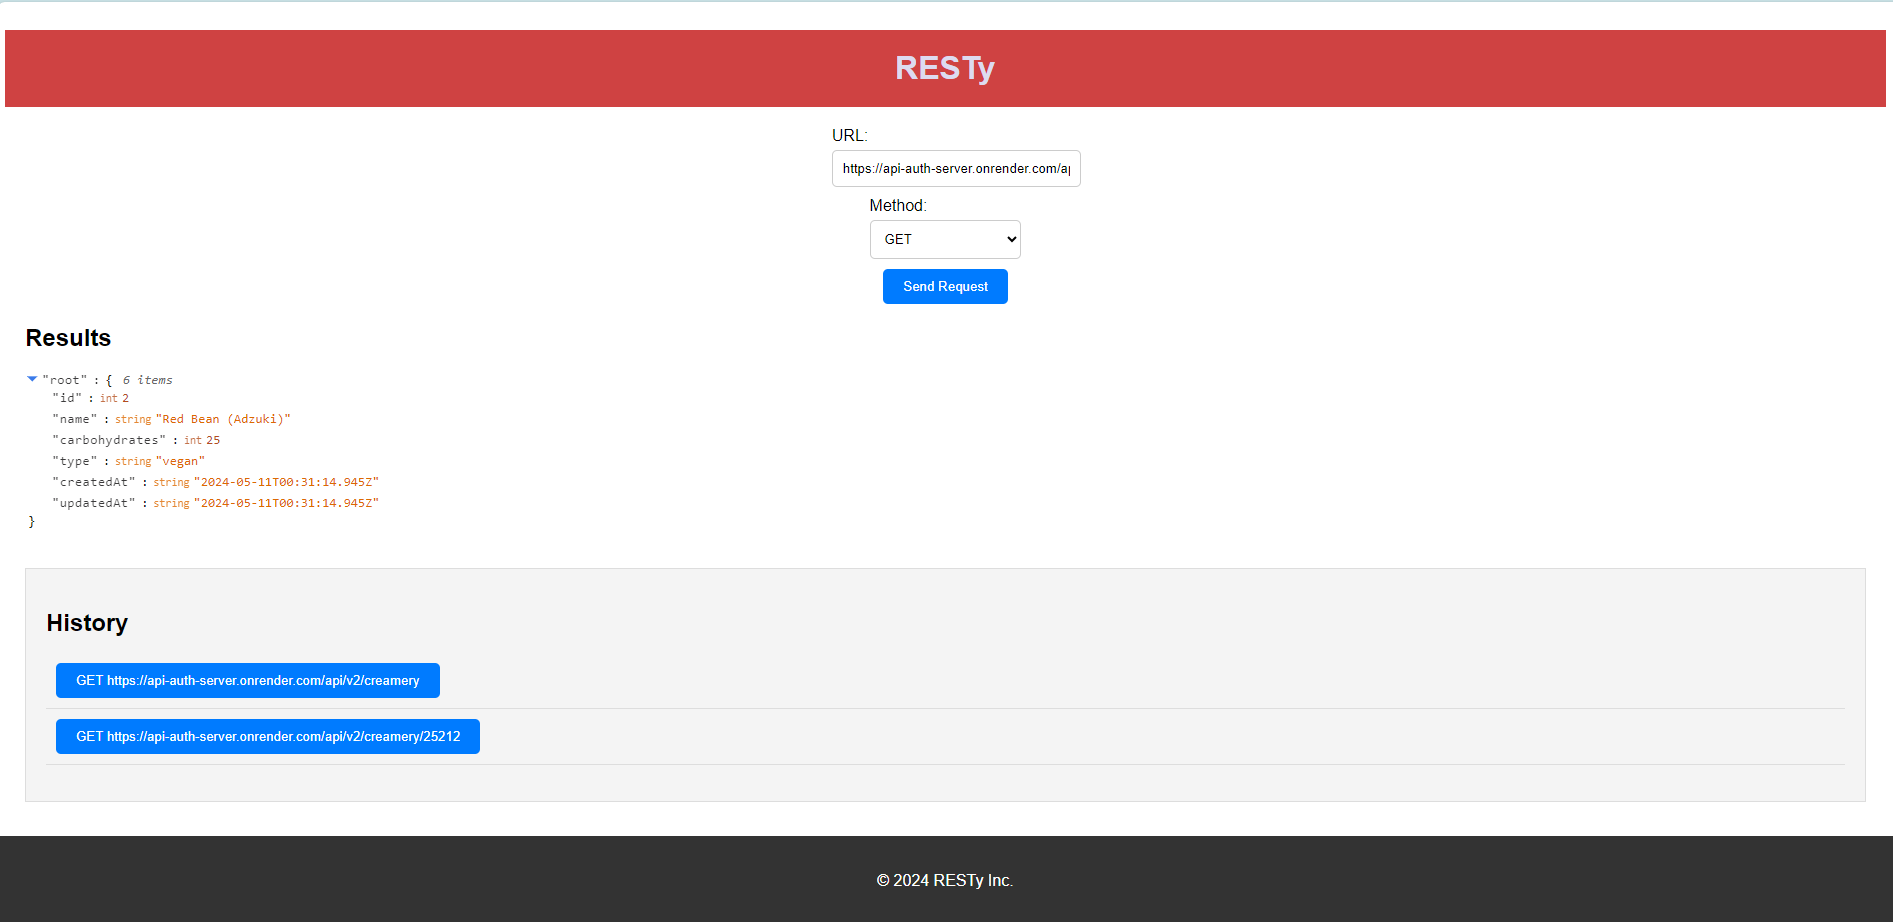 RESTy
URL:
https://api-auth-server.onrender.com/a
Method:
GET
Send Request
Results
"root" : { 6 items
"id" : int 2
"name" : string "Red Bean (Adzuki)"
"carbohydrates" : int 25
"type" : string "vegan"
"createdAt" : string "2024-05-11T00:31:14.945Z"
"updatedAt" : string "2024-05-11T00:31:14.945Z"
}
History
GET https://api-auth-server.onrender.com/api/v2/creamery
GET https://api-auth-server.onrender.com/api/v2/creamery/25212
© 2024 RESTy Inc.